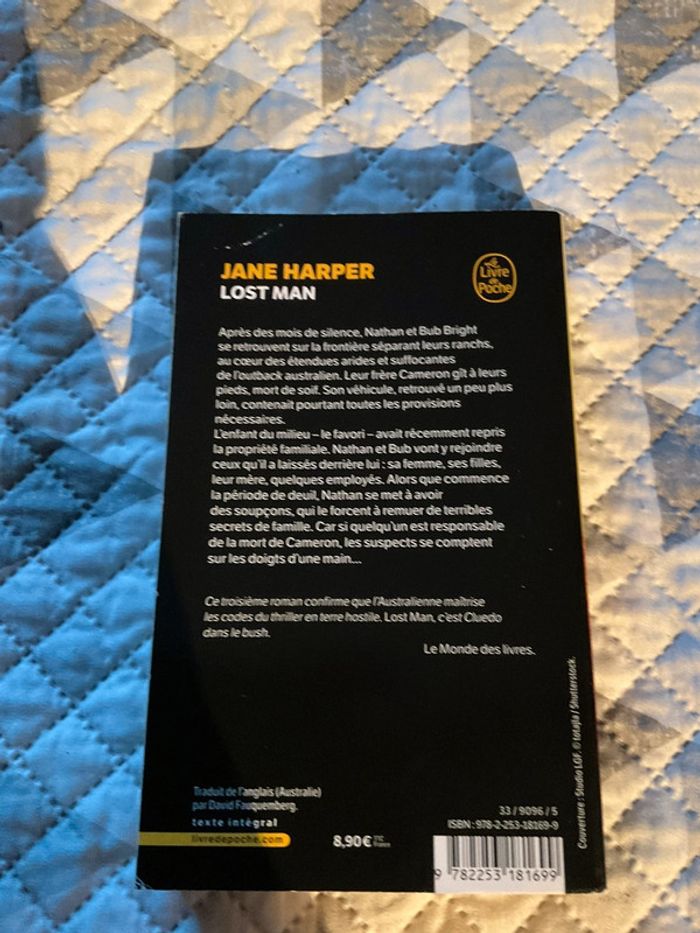 JANE HARPER
LOST MAN
Le
Livre
de
Poche
Après des mois de silence, Nathan et Bub Bright
se retrouvent sur la frontière séparant leurs ranchs,
au cœur des étendues arides et suffocantes
de l'outback australien. Leur frère Cameron gît à leurs
pieds, mort de soif. Son véhicule, retrouvé un peu plus
loin, contenait pourtant toutes les provisions
nécessaires.
L'enfant du milieu – le favori – avait récemment repris
la propriété familiale. Nathan et Bub vont y rejoindre
ceux qu'il a laissés derrière lui : sa femme, ses filles,
leur mère, quelques employés. Alors que commence
la période de deuil, Nathan se met à avoir
des soupçons, qui le forcent à remuer de terribles
secrets de famille. Car si quelqu'un est responsable
de la mort de Cameron, les suspects se comptent
sur les doigts d'une main...
Ce troisième roman confirme que l'Australienne maîtrise
les codes du thriller en terre hostile. Lost Man, c'est Cluedo
dans le bush.
Le Monde des livres.
Traduit de l'anglais (Australie)
par David Fauquemberg.
texte intégral
livredepoche.com
8,90 € TTC
France
33 / 9096 / 5
ISBN : 978-2-253-18169-9
9 782253 181699
Couverture : Studio LGF. © totajla / Shutterstock.